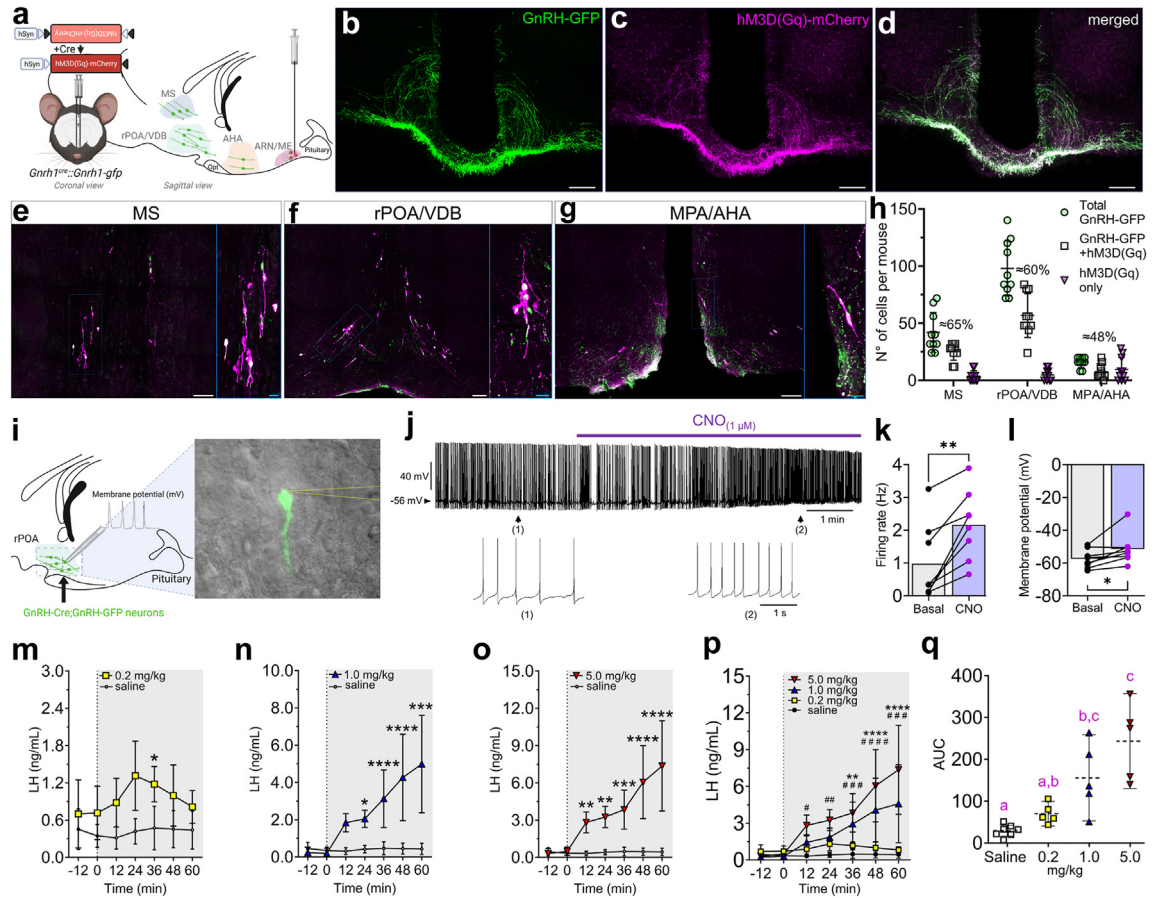 a
hSyn
hM3D(Gq)-mCherry
+Cre
hSyn
hM3D(Gq)-mCherry
MS
rPOA/VDB
AHA
ARN/ME
Pituitary
Opt
Gnrh1cre::Gnrh1-gfp
Coronal view
Sagittal view
b
GnRH-GFP
c
hM3D(Gq)-mCherry
d
merged
e
MS
f
rPOA/VDB
g
MPA/AHA
h
N° of cells per mouse
150
100
50
0
≈65%
≈60%
≈48%
MS
rPOA/VDB
MPA/AHA
Total
GnRH-GFP
GnRH-GFP
+hM3D(Gq)
hM3D(Gq)
only
i
Membrane potential (mV)
rPOA
Pituitary
GnRH-Cre;GnRH-GFP neurons
j
CNO(1 µM)
40 mV
-56 mV
(1)
(2)
1 min
(1)
(2)
1 s
k
Firing rate (Hz)
4
3
2
1
0
**
Basal
CNO
l
Membrane potential (mV)
0
-20
-40
-60
-80
*
Basal
CNO
m
LH (ng/mL)
3.0
2.4
1.8
1.2
0.6
0.0
0.2 mg/kg
saline
*
-12 0 12 24 36 48 60
Time (min)
n
LH (ng/mL)
10.0
8.0
6.0
4.0
2.0
0.0
1.0 mg/kg
saline
*
****
****
***
-12 0 12 24 36 48 60
Time (min)
o
LH (ng/mL)
15.0
12.0
9.0
6.0
3.0
0.0
5.0 mg/kg
saline
**
**
***
****
****
-12 0 12 24 36 48 60
Time (min)
p
LH (ng/mL)
15
12
9
6
3
0
5.0 mg/kg
1.0 mg/kg
0.2 mg/kg
saline
#
##
**
###
****
####
****
###
-12 0 12 24 36 48 60
Time (min)
q
AUC
400
300
200
100
0
a
a,b
b,c
c
Saline
0.2
1.0
5.0
mg/kg